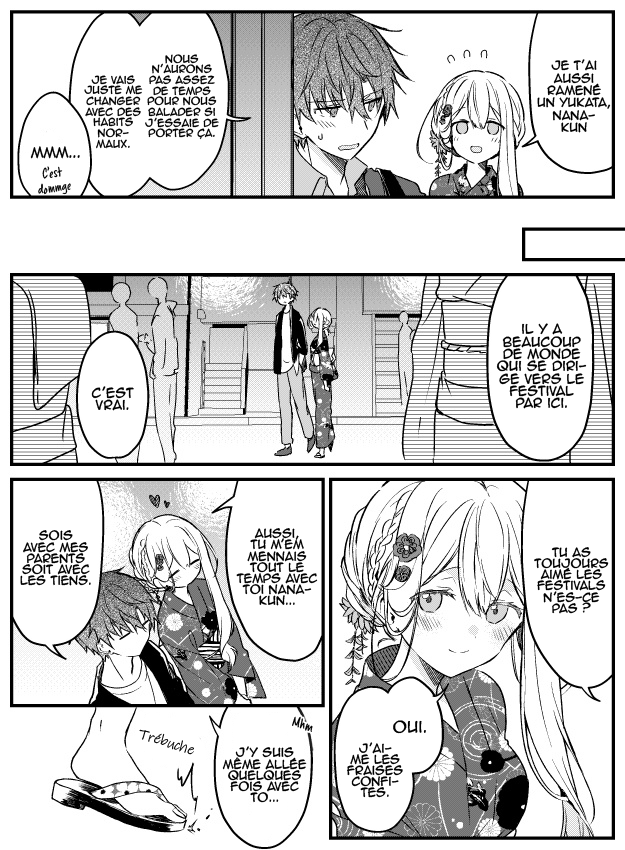 JE T'AI
AUSSI
RAMENÉ
UN YUKATA,
NANA-
KUN
NOUS
N'AURONS
PAS ASSEZ
DE TEMPS
POUR NOUS
BALADER SI
J'ESSAIE DE
PORTER ÇA.
JE VAIS
JUSTE ME
CHANGER
AVEC DES
HABITS
NOR-
MAUX.
MMM...
C'est
dommge
IL Y A
BEAUCOUP
DE MONDE
QUI SE DIRI-
GE VERS LE
FESTIVAL
PAR ICI.
C'EST
VRAI.
TU AS
TOUJOURS
AIMÉ LES
FESTIVALS
N'ES-CE
PAS ?
OUI.
J'AI-
ME LES
FRAISES
CONFI-
TES.
AUSSI,
TU M'EM
MENNAIS
TOUT LE
TEMPS AVEC
TOI NANA-
KUN...
SOIS
AVEC MES
PARENTS
SOIT AVEC
LES TIENS.
Mhm
J'Y SUIS
MÊME ALLÉE
QUELQUES
FOIS AVEC
TO...
Trébuche